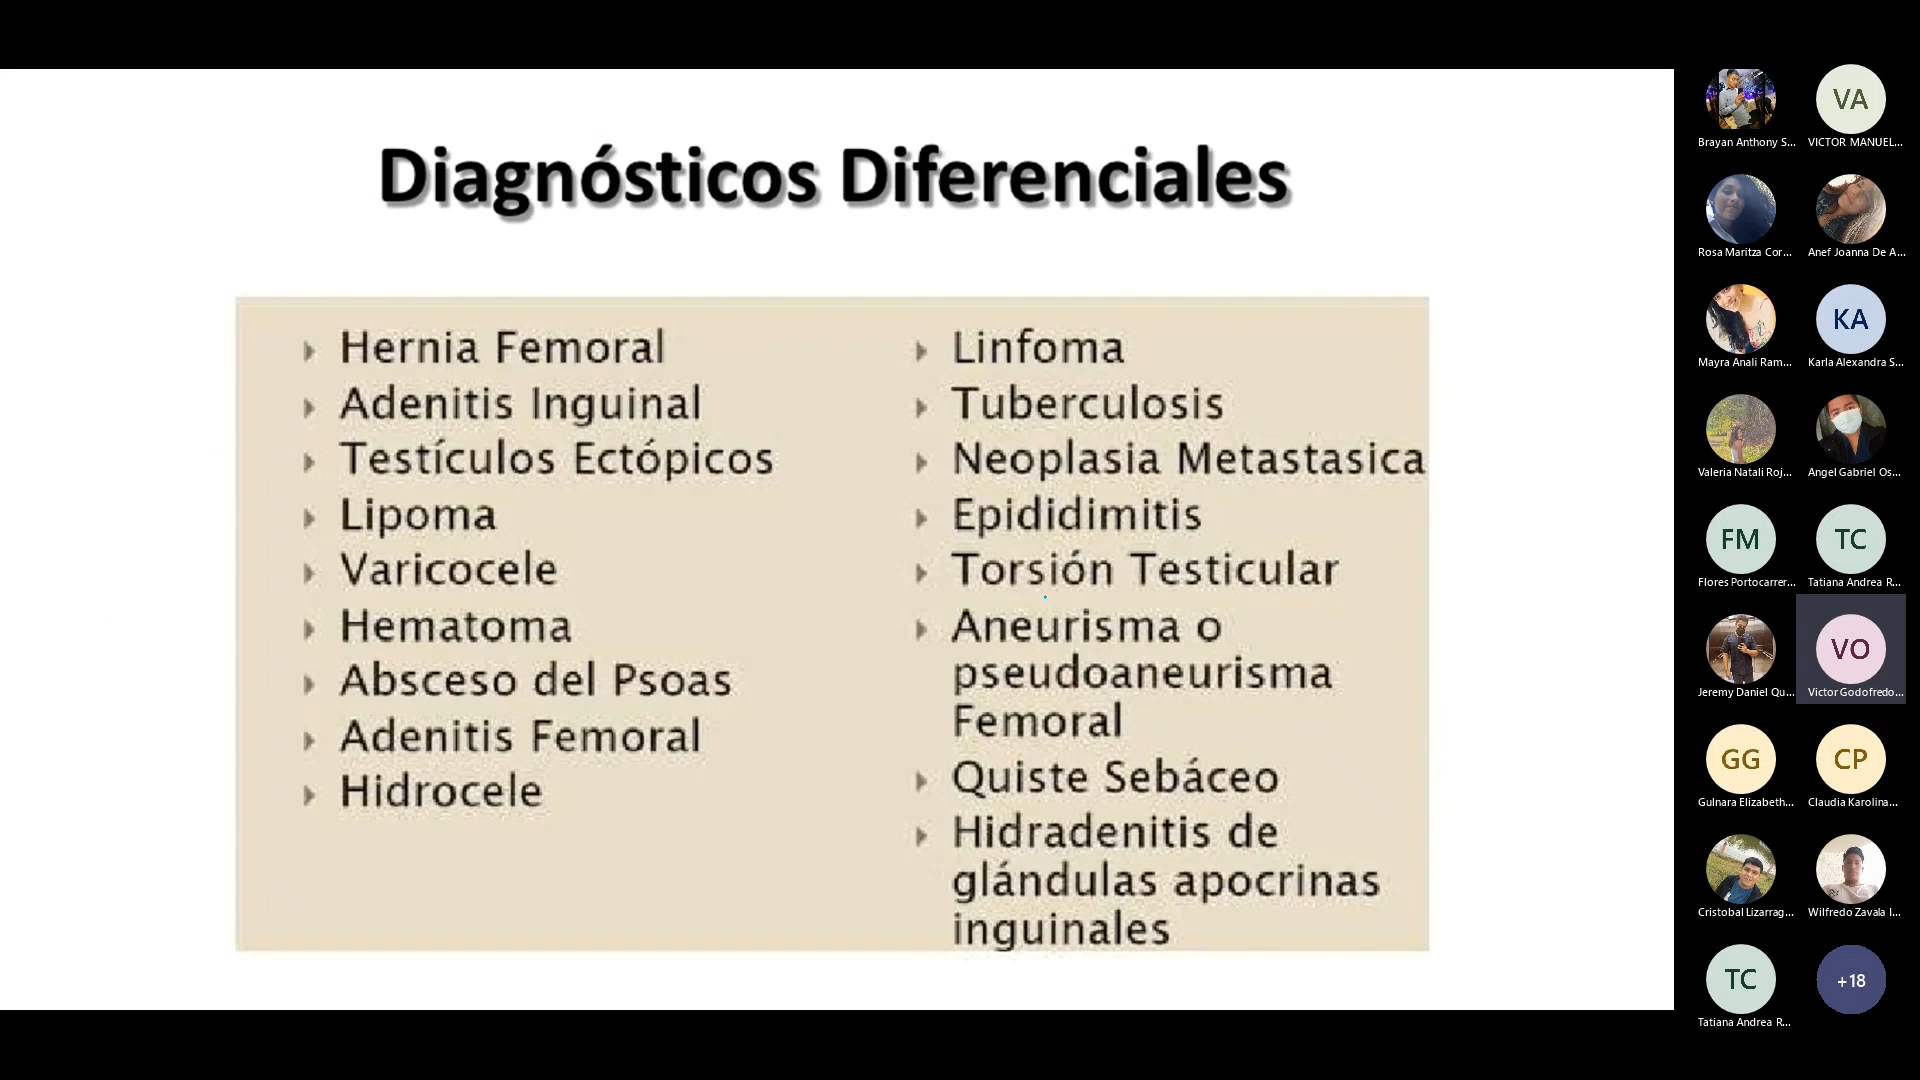 Diagnósticos Diferenciales
Hernia Femoral
Adenitis Inguinal
Testículos Ectópicos
Lipoma
Varicocele
Hematoma
Absceso del Psoas
Adenitis Femoral
Hidrocele
Linfoma
Tuberculosis
Neoplasia Metastasica
Epididimitis
Torsión Testicular
Aneurisma o
pseudoaneurisma
Femoral
Quiste Sebáceo
Hidradenitis de
glándulas apocrinas
inguinales
Brayan Anthony S...
VA
VICTOR MANUEL...
Rosa Maritza Cor...
Anef Joanna De A...
Mayra Anali Ram...
KA
Karla Alexandra S...
Valeria Natali Roj...
Angel Gabriel Os...
FM
Flores Portocarrer...
TC
Tatiana Andrea R...
Jeremy Daniel Qu...
VO
Victor Godofredo...
GG
Gulnara Elizabeth...
CP
Claudia Karolina...
Cristobal Lizarrag...
Wilfredo Zavala I...
TC
Tatiana Andrea R...
+18